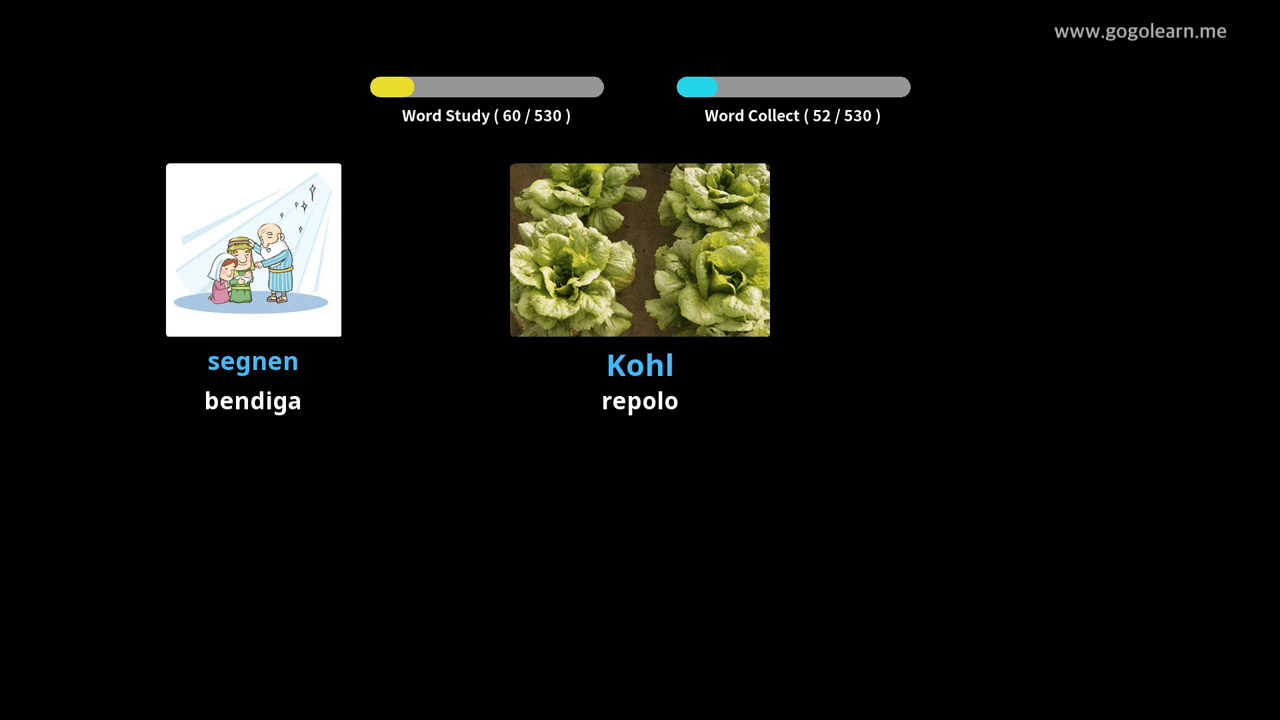 www.gogolearn.me
Word Study ( 60 / 530 )
Word Collect ( 52 / 530 )
segnen
bendiga
Kohl
repolo